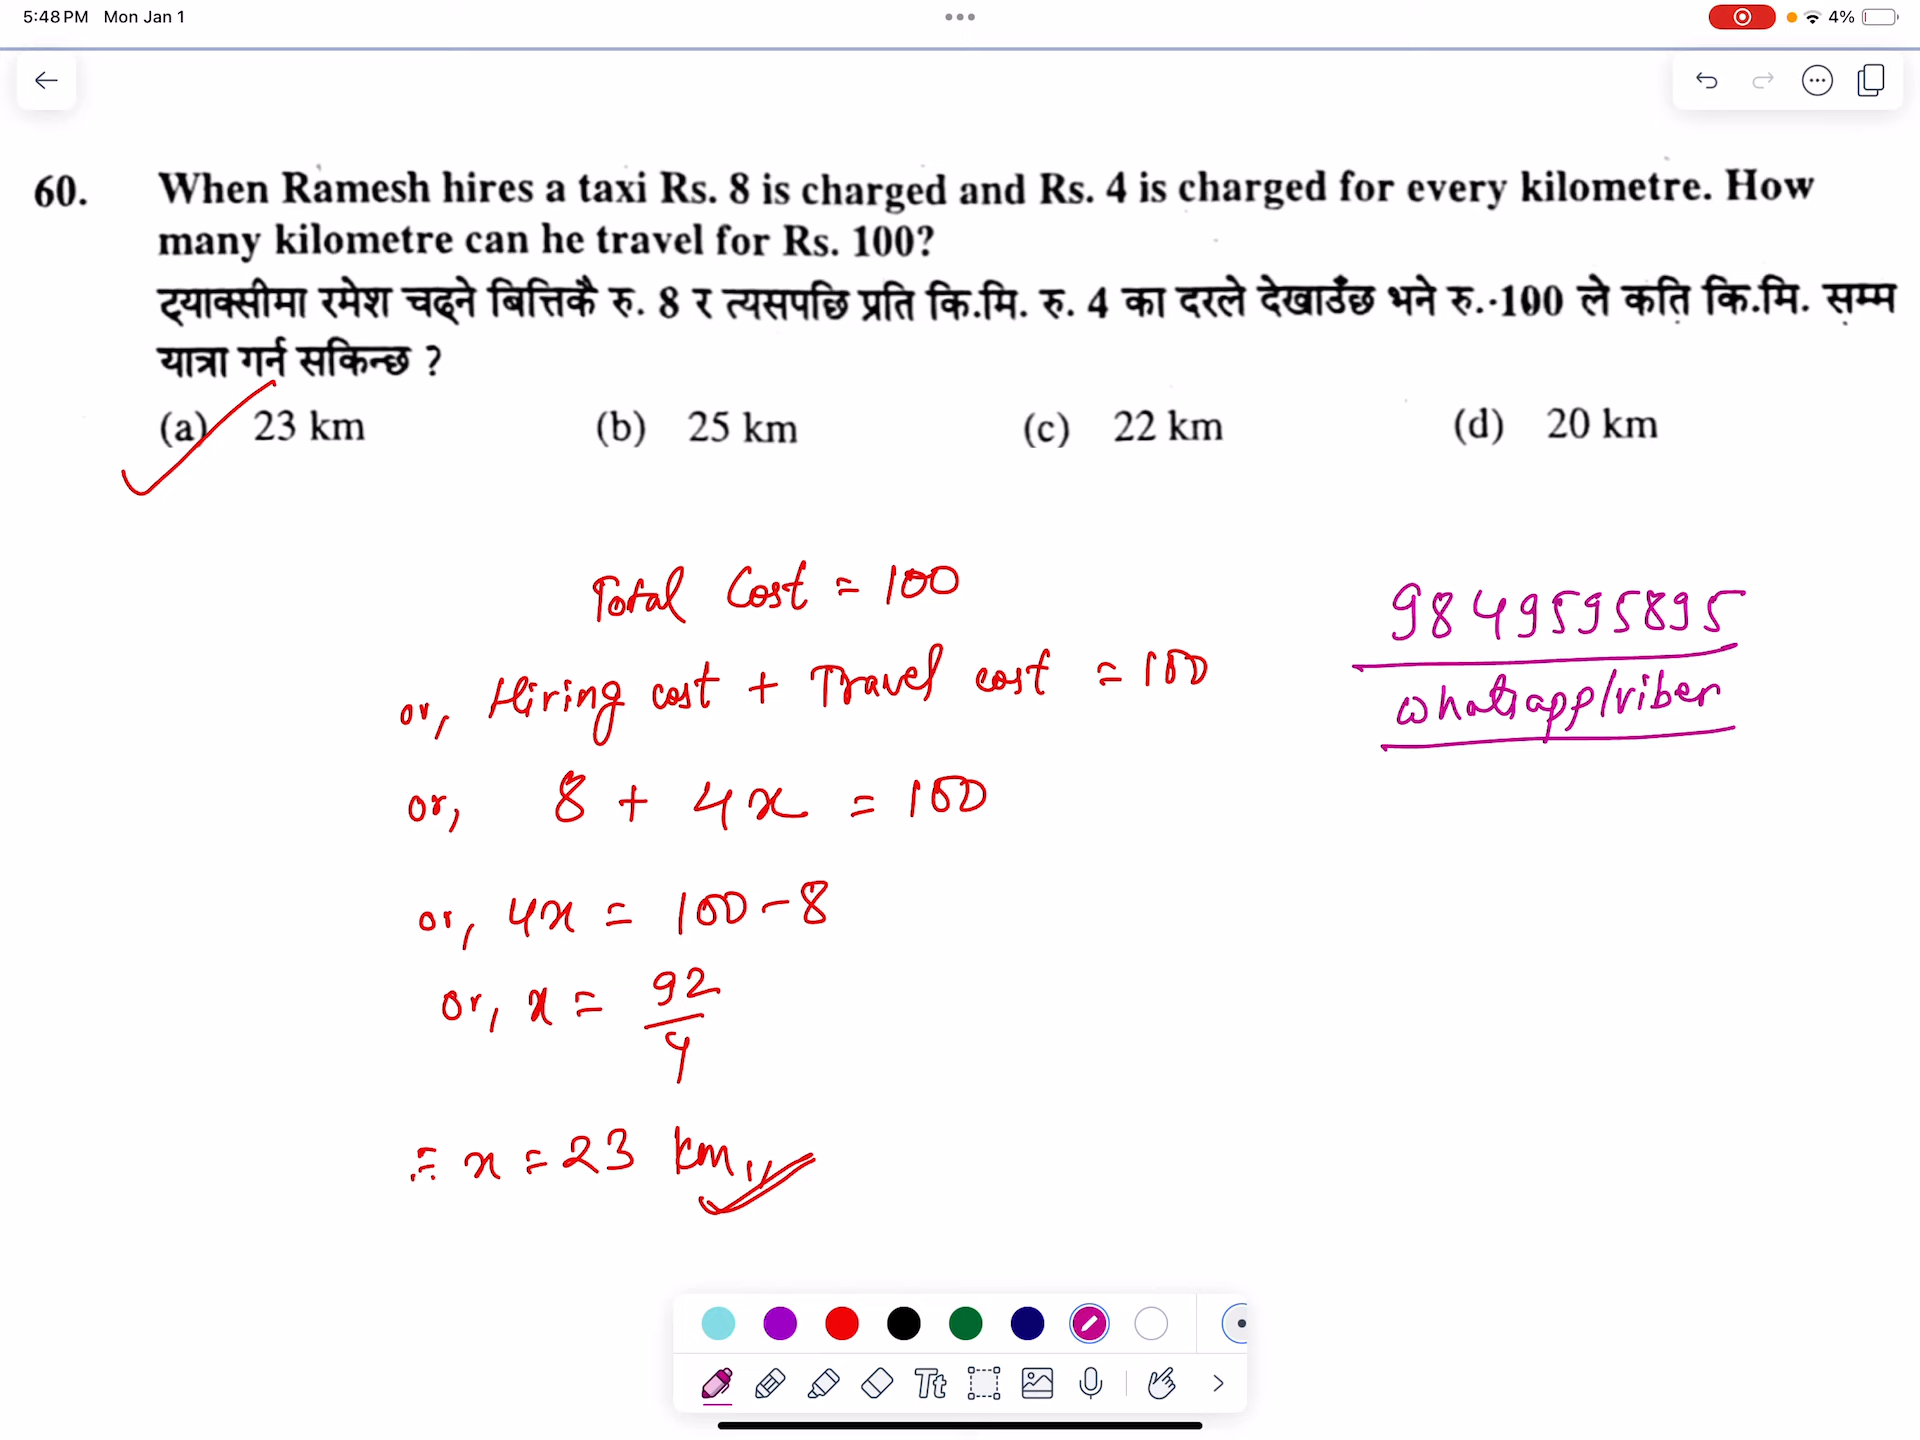 5:48 PM Mon Jan 1
4%
60. When Ramesh hires a taxi Rs. 8 is charged and Rs. 4 is charged for every kilometre. How
many kilometre can he travel for Rs. 100?
ट्याक्सीमा रमेश चढ्ने बित्तिकै रु. 8 र त्यसपछि प्रति कि.मि. रु. 4 का दरले देखाउँछ भने रु. 100 ले कति कि.मि. सम्म
यात्रा गर्न सकिन्छ ?
(a) 23 km (b) 25 km (c) 22 km (d) 20 km
Total Cost = 100
or, Hiring cost + Travel cost = 100
or, 8 + 4x = 100
or, 4x = 100 - 8
or, x = 92/4
∴ x = 23 km
9849595895
whatsapp/viber
Tt